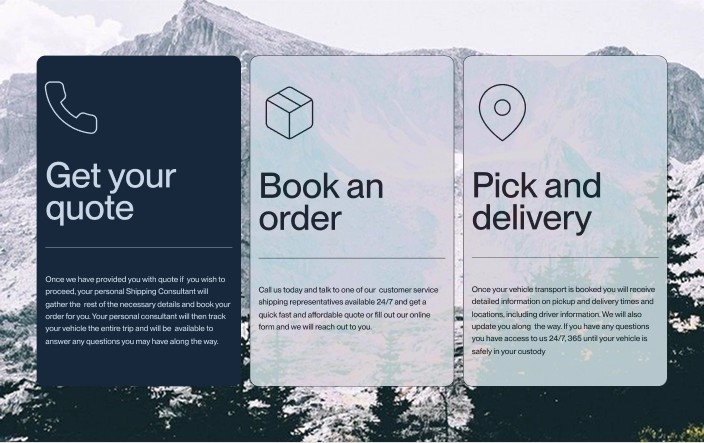 Get your
quote
Once we have provided you with quote if you wish to
proceed, your personal Shipping Consultant will
gather the rest of the necessary details and book your
order for you. Your personal consultant will then track
your vehicle the entire trip and will be available to
answer any questions you may have along the way.
Book an
order
Call us today and talk to one of our customer service
shipping representatives available 24/7 and get a
quick fast and affordable quote or fill out our online
form and we will reach out to you.
Pick and
delivery
Once your vehicle transport is booked you will receive
detailed information on pickup and delivery times and
locations, including driver information. We will also
update you along the way. If you have any questions
you have access to us 24/7, 365 until your vehicle is
safely in your custody